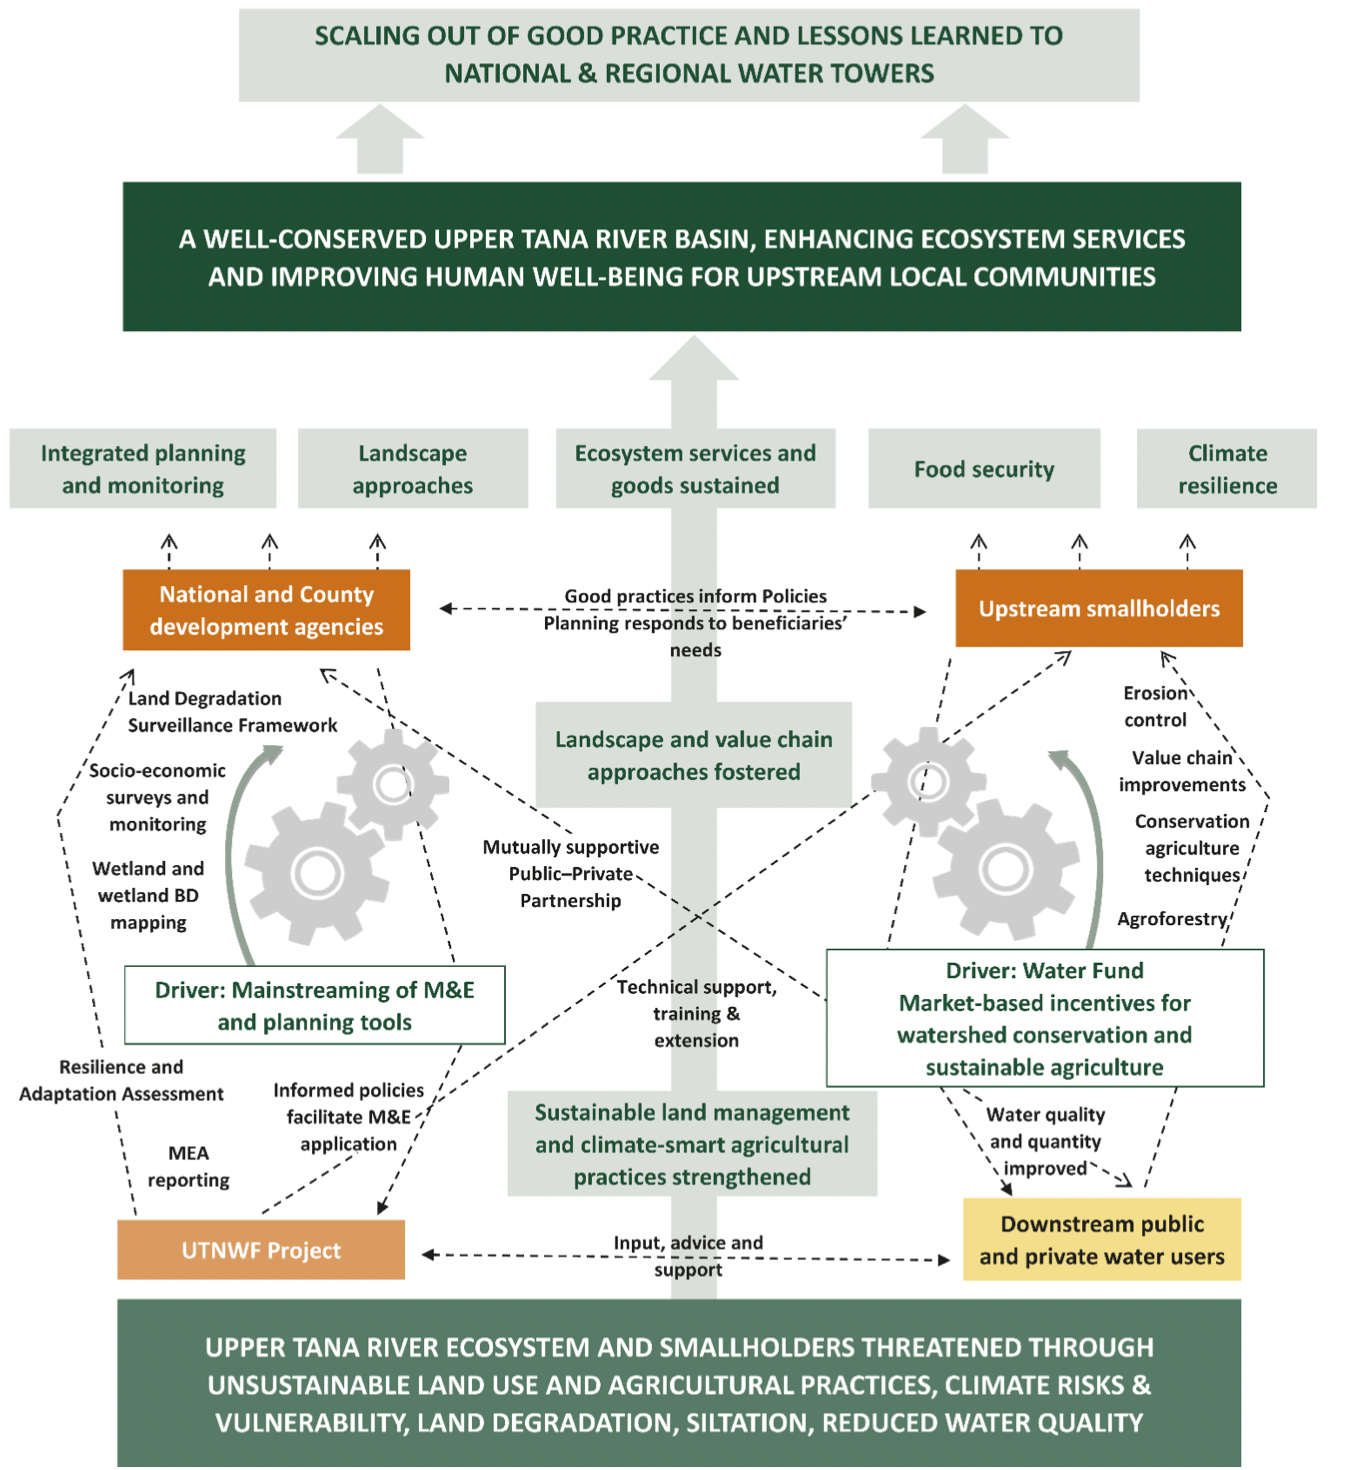 SCALING OUT OF GOOD PRACTICE AND LESSONS LEARNED TO
NATIONAL & REGIONAL WATER TOWERS
A WELL-CONSERVED UPPER TANA RIVER BASIN, ENHANCING ECOSYSTEM SERVICES
AND IMPROVING HUMAN WELL-BEING FOR UPSTREAM LOCAL COMMUNITIES
Integrated planning
and monitoring
Landscape
approaches
Ecosystem services and
goods sustained
Food security
Climate
resilience
National and County
development agencies
Good practices inform Policies
Planning responds to beneficiaries'
needs
Upstream smallholders
Land Degradation
Surveillance Framework
Socio-economic
surveys and
monitoring
Wetland and
wetland BD
mapping
Landscape and value chain
approaches fostered
Mutually supportive
Public–Private
Partnership
Erosion
control
Value chain
improvements
Conservation
agriculture
techniques
Agroforestry
Driver: Mainstreaming of M&E
and planning tools
Technical support,
training &
extension
Driver: Water Fund
Market-based incentives for
watershed conservation and
sustainable agriculture
Resilience and
Adaptation Assessment
MEA
reporting
Informed policies
facilitate M&E
application
Sustainable land management
and climate-smart agricultural
practices strengthened
Water quality
and quantity
improved
UTNWF Project
Input, advice and
support
Downstream public
and private water users
UPPER TANA RIVER ECOSYSTEM AND SMALLHOLDERS THREATENED THROUGH
UNSUSTAINABLE LAND USE AND AGRICULTURAL PRACTICES, CLIMATE RISKS &
VULNERABILITY, LAND DEGRADATION, SILTATION, REDUCED WATER QUALITY